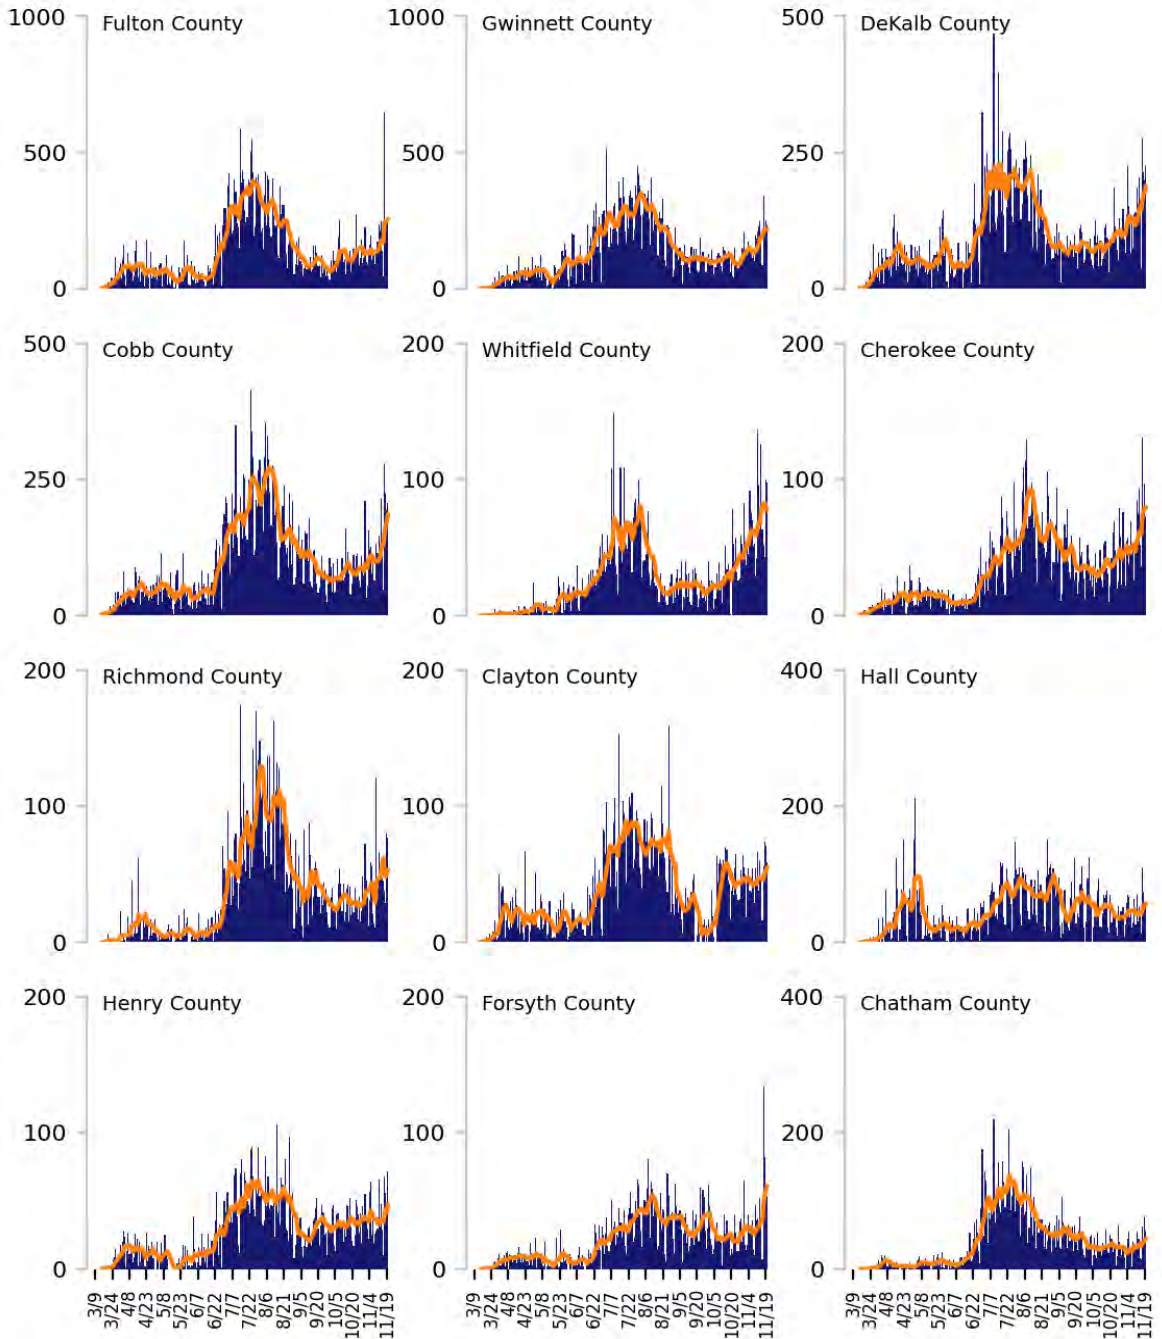 1000 Fulton County 1000 Gwinnett County 500 DeKalb County
500 500 250
0 0 0
500 Cobb County 200 Whitfield County 200 Cherokee County
250 100 100
0 0 0
200 Richmond County 200 Clayton County 400 Hall County
100 100 200
0 0 0
200 Henry County 200 Forsyth County 400 Chatham County
100 100 200
0 0 0
3/9 3/24 4/8 4/23 5/8 5/23 6/7 6/22 7/7 7/22 8/6 8/21 9/5 9/20 10/5 10/20 11/4 11/19
3/9 3/24 4/8 4/23 5/8 5/23 6/7 6/22 7/7 7/22 8/6 8/21 9/5 9/20 10/5 10/20 11/4 11/19
3/9 3/24 4/8 4/23 5/8 5/23 6/7 6/22 7/7 7/22 8/6 8/21 9/5 9/20 10/5 10/20 11/4 11/19